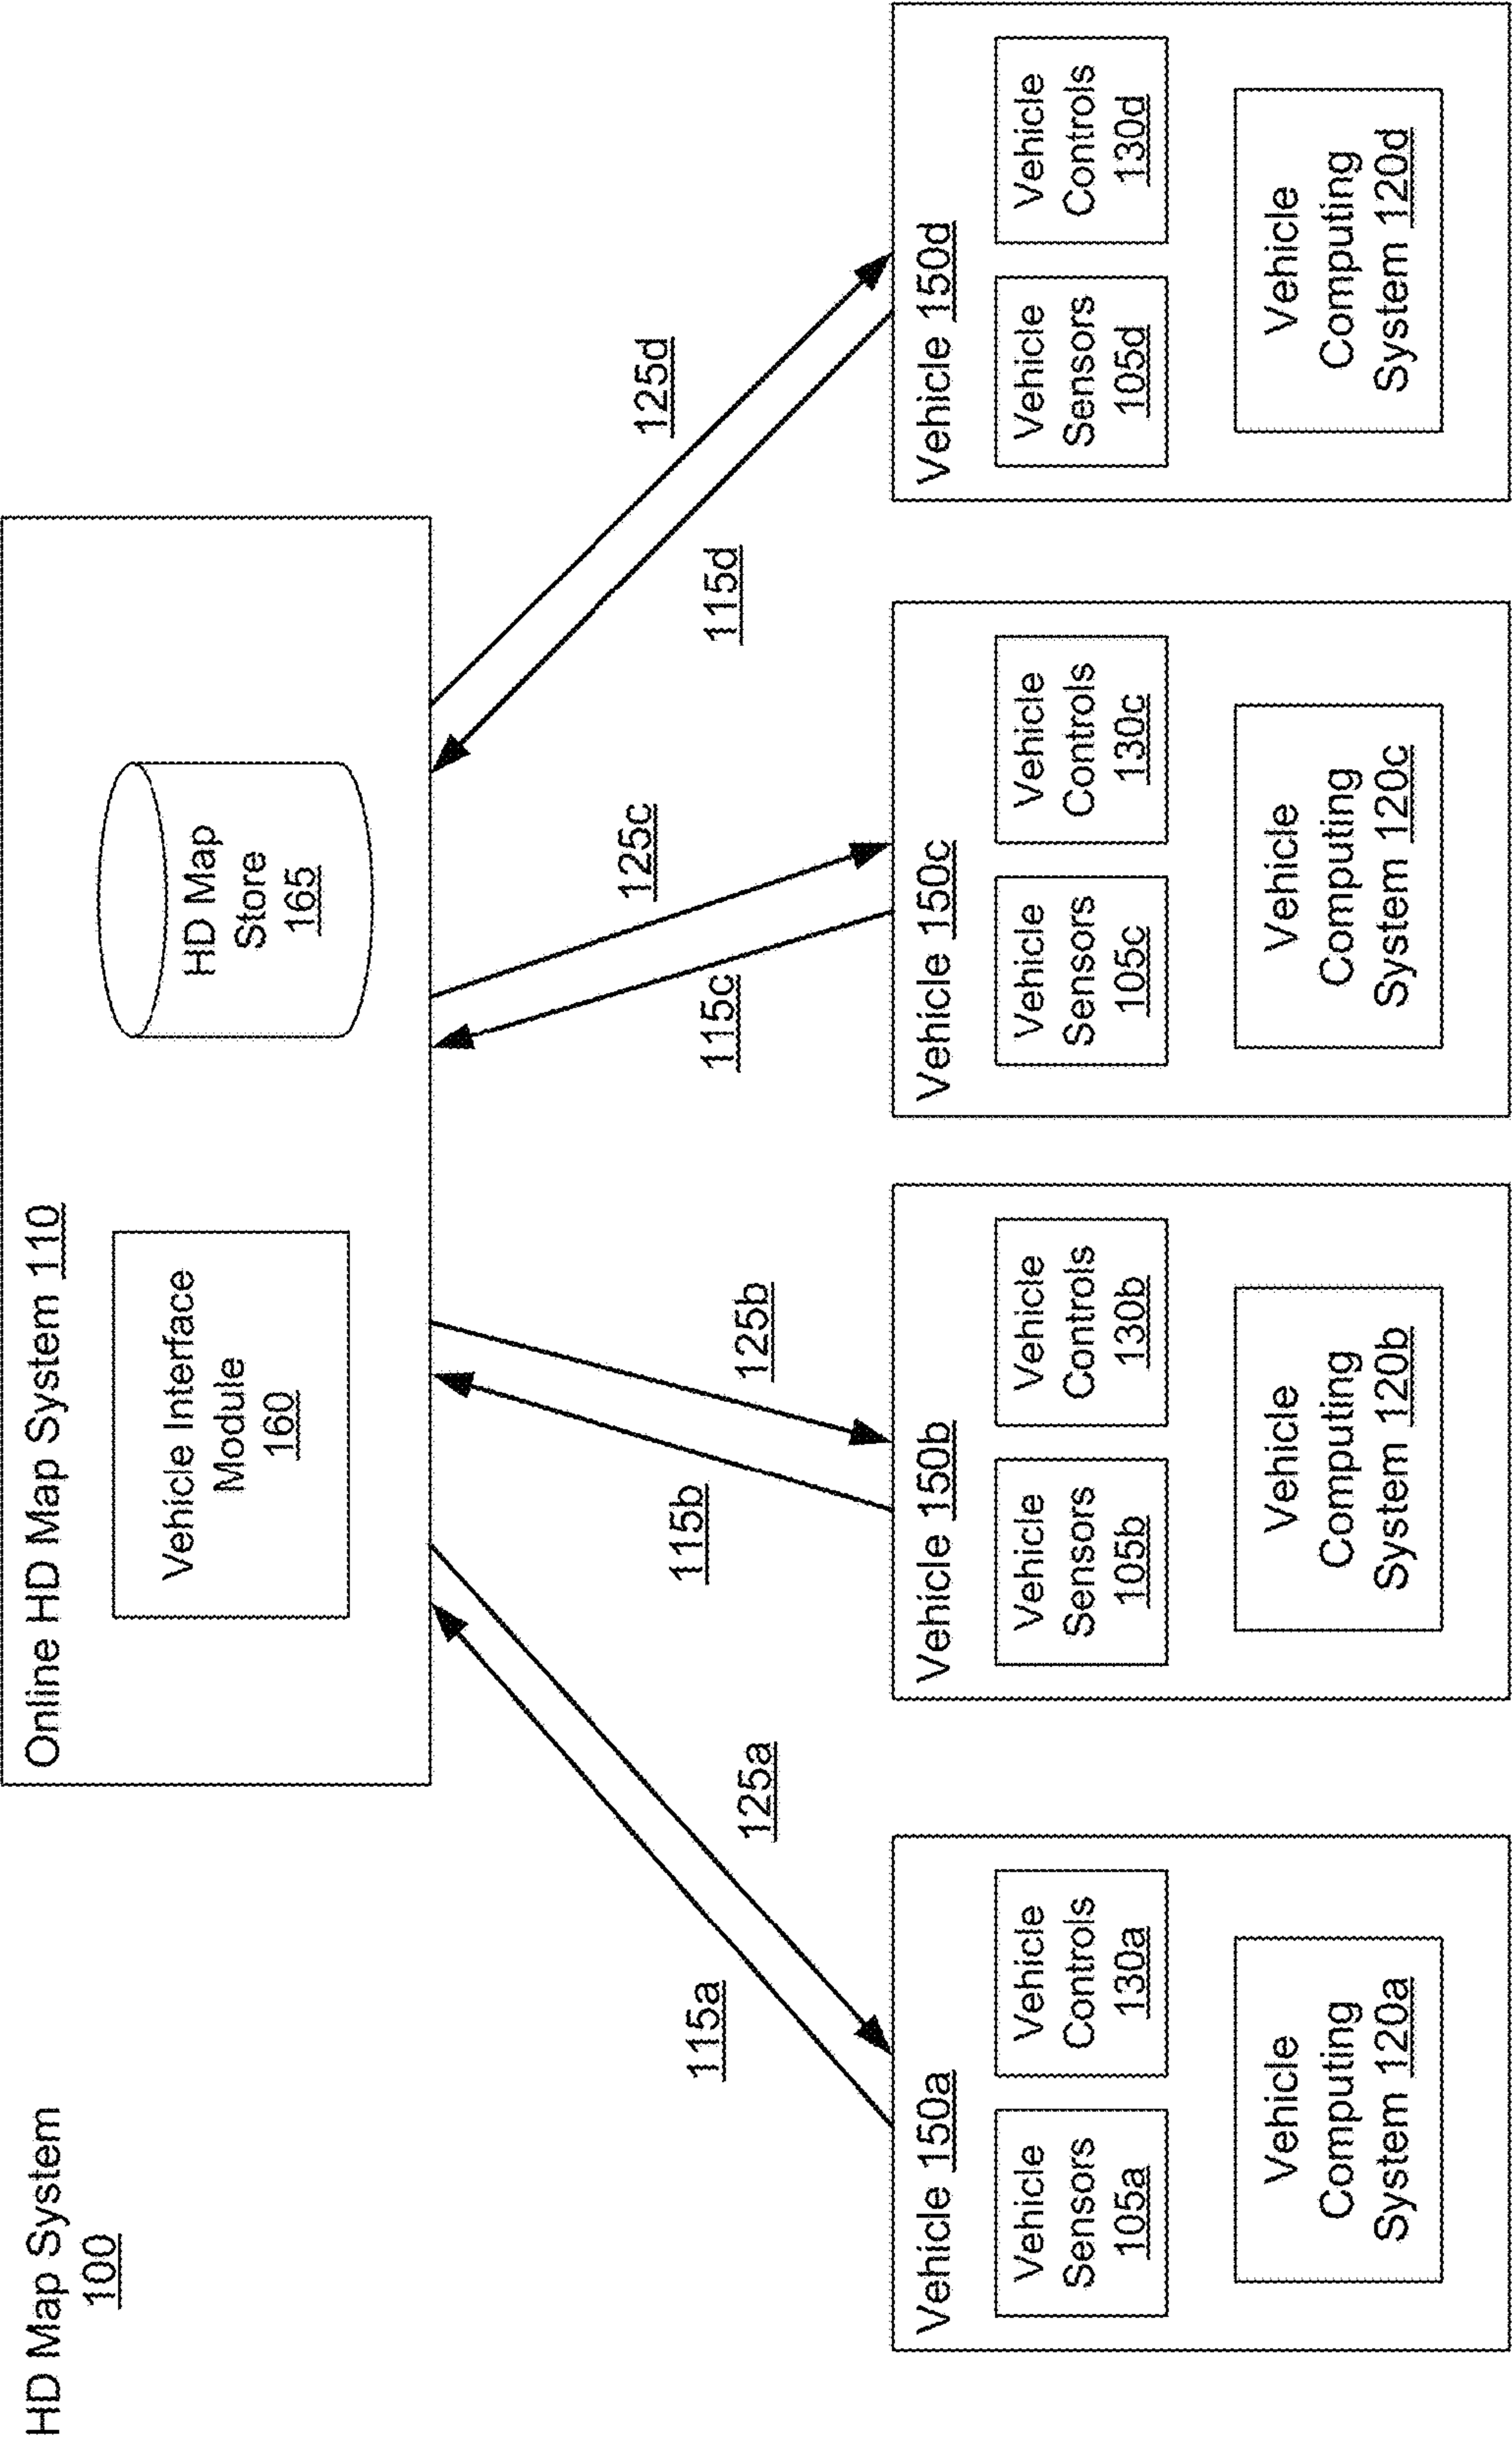 HD Map System
100
Online HD Map System 110
Vehicle Interface
Module
160
HD Map
Store
165
115a
125a
115b
125b
115c
125c
115d
125d
Vehicle 150a
Vehicle
Sensors
105a
Vehicle
Controls
130a
Vehicle
Computing
System 120a
Vehicle 150b
Vehicle
Sensors
105b
Vehicle
Controls
130b
Vehicle
Computing
System 120b
Vehicle 150c
Vehicle
Sensors
105c
Vehicle
Controls
130c
Vehicle
Computing
System 120c
Vehicle 150d
Vehicle
Sensors
105d
Vehicle
Controls
130d
Vehicle
Computing
System 120d